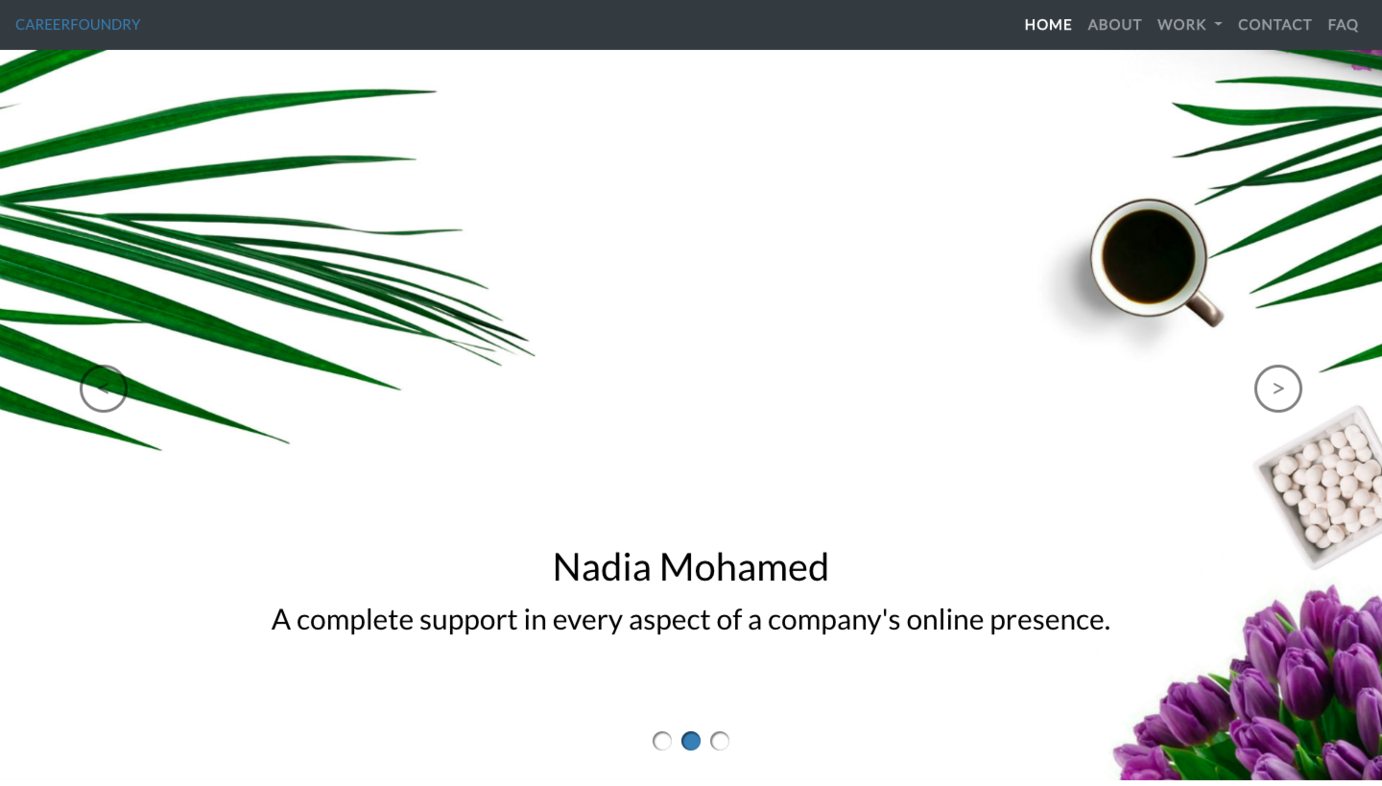 CAREERFOUNDRY
HOME ABOUT WORK CONTACT FAQ
< >
Nadia Mohamed
A complete support in every aspect of a company's online presence.